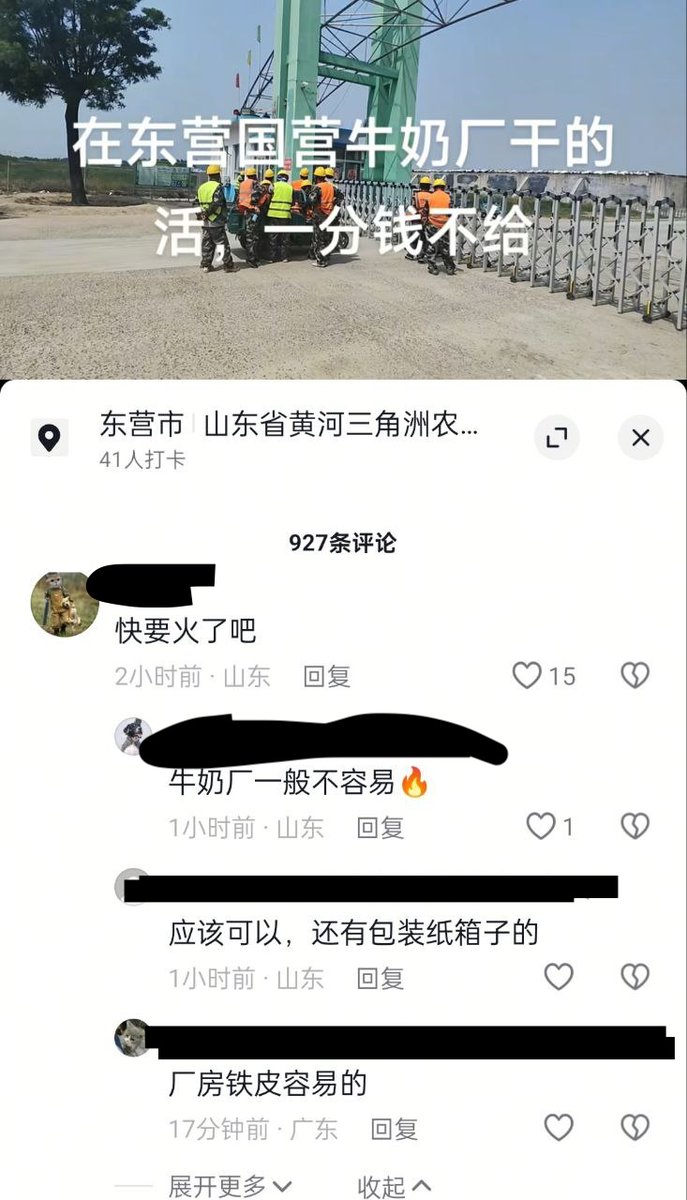 在东营国营牛奶厂干的
活，一分钱不给
东营市 山东省黄河三角洲农...
41人打卡
927条评论
快要火了吧
2小时前 · 山东 回复 15
牛奶厂一般不容易🔥
1小时前 · 山东 回复 1
应该可以，还有包装纸箱子的
1小时前 · 山东 回复
厂房铁皮容易的
17分钟前 · 广东 回复
展开更多 收起